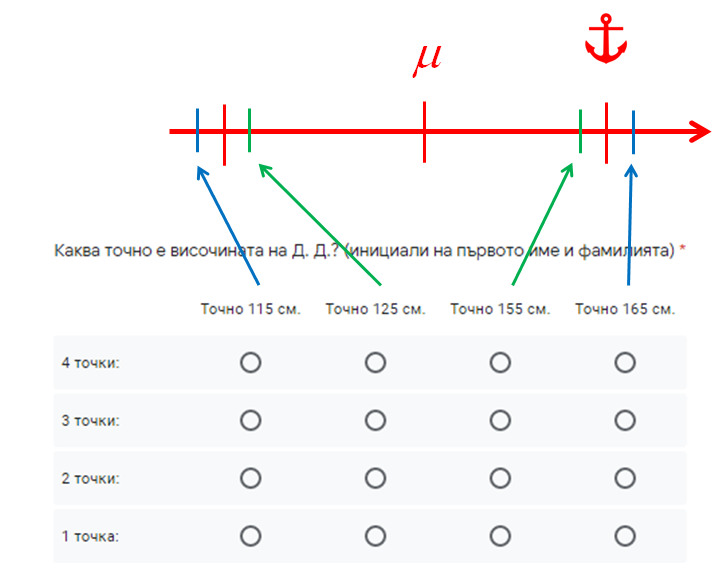 μ
Каква точно е височината на Д. Д.? (инициали на първото име и фамилията) *
Точно 115 см. Точно 125 см. Точно 155 см. Точно 165 см.
4 точки:
3 точки:
2 точки:
1 точка: